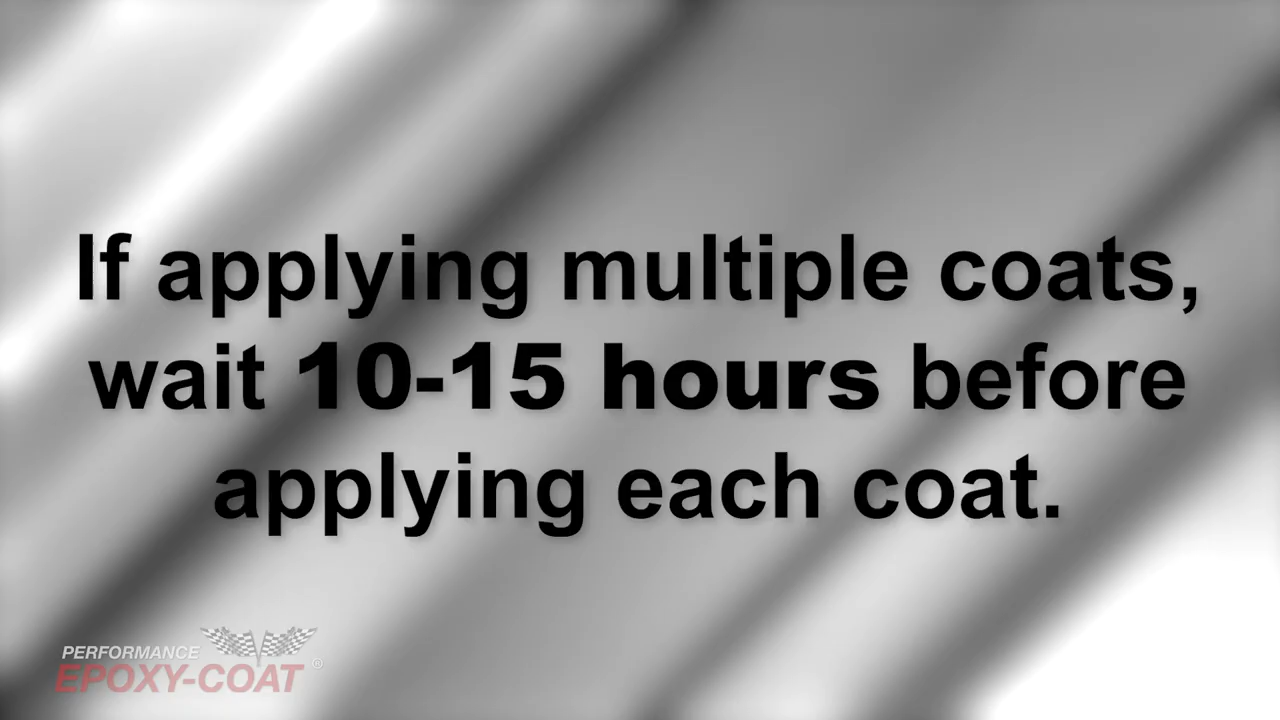 If applying multiple coats,
wait 10-15 hours before
applying each coat.
PERFORMANCE
EPOXY-COAT®